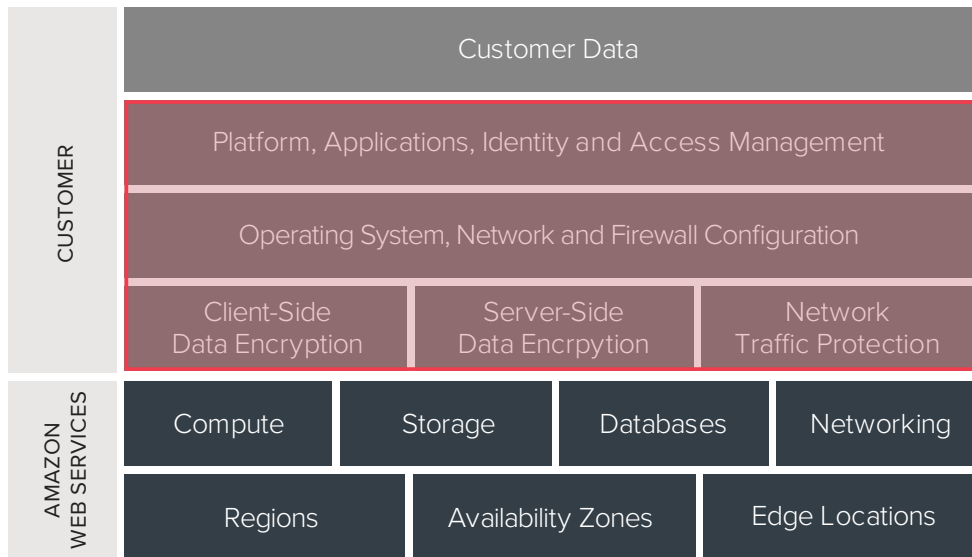 CUSTOMER
Customer Data
Platform, Applications, Identity and Access Management
Operating System, Network and Firewall Configuration
Client-Side
Data Encryption
Server-Side
Data Encrpytion
Network
Traffic Protection
AMAZON
WEB SERVICES
Compute
Storage
Databases
Networking
Regions
Availability Zones
Edge Locations